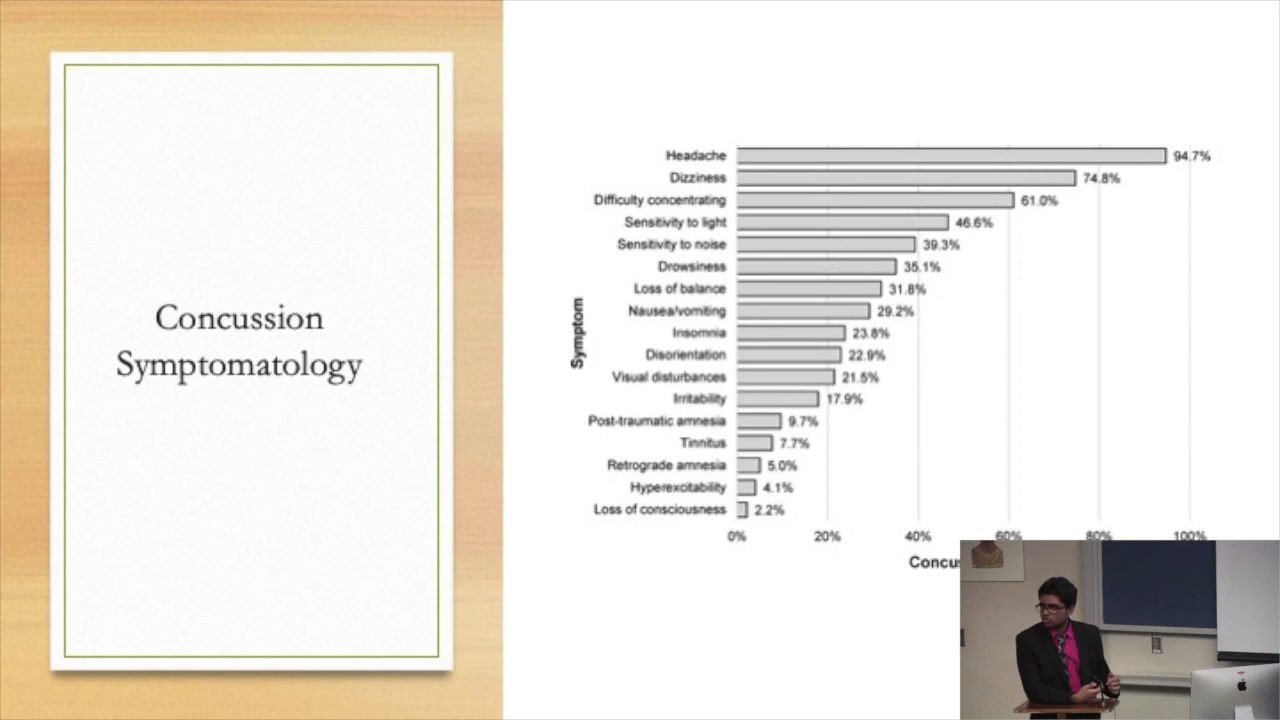 Concussion
Symptomatology
Symptom
Headache 94.7%
Dizziness 74.8%
Difficulty concentrating 61.0%
Sensitivity to light 46.6%
Sensitivity to noise 39.3%
Drowsiness 35.1%
Loss of balance 31.8%
Nausea/vomiting 29.2%
Insomnia 23.8%
Disorientation 22.9%
Visual disturbances 21.5%
Irritability 17.9%
Post-traumatic amnesia 9.7%
Tinnitus 7.7%
Retrograde amnesia 5.0%
Hyperexcitability 4.1%
Loss of consciousness 2.2%
0% 20% 40% 60% 80% 100%
Concus